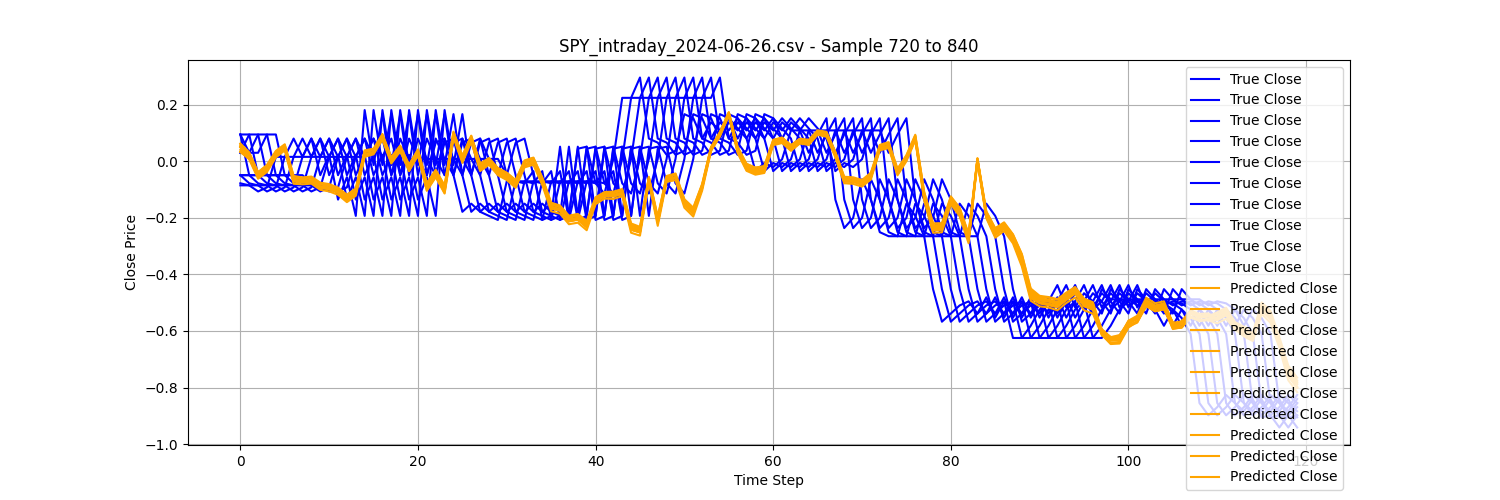 SPY_intraday_2024-06-26.csv - Sample 720 to 840
Close Price
0.2
0.0
−0.2
−0.4
−0.6
−0.8
−1.0
0 20 40 60 80 100 120
Time Step
True Close
True Close
True Close
True Close
True Close
True Close
True Close
True Close
True Close
True Close
Predicted Close
Predicted Close
Predicted Close
Predicted Close
Predicted Close
Predicted Close
Predicted Close
Predicted Close
Predicted Close
Predicted Close